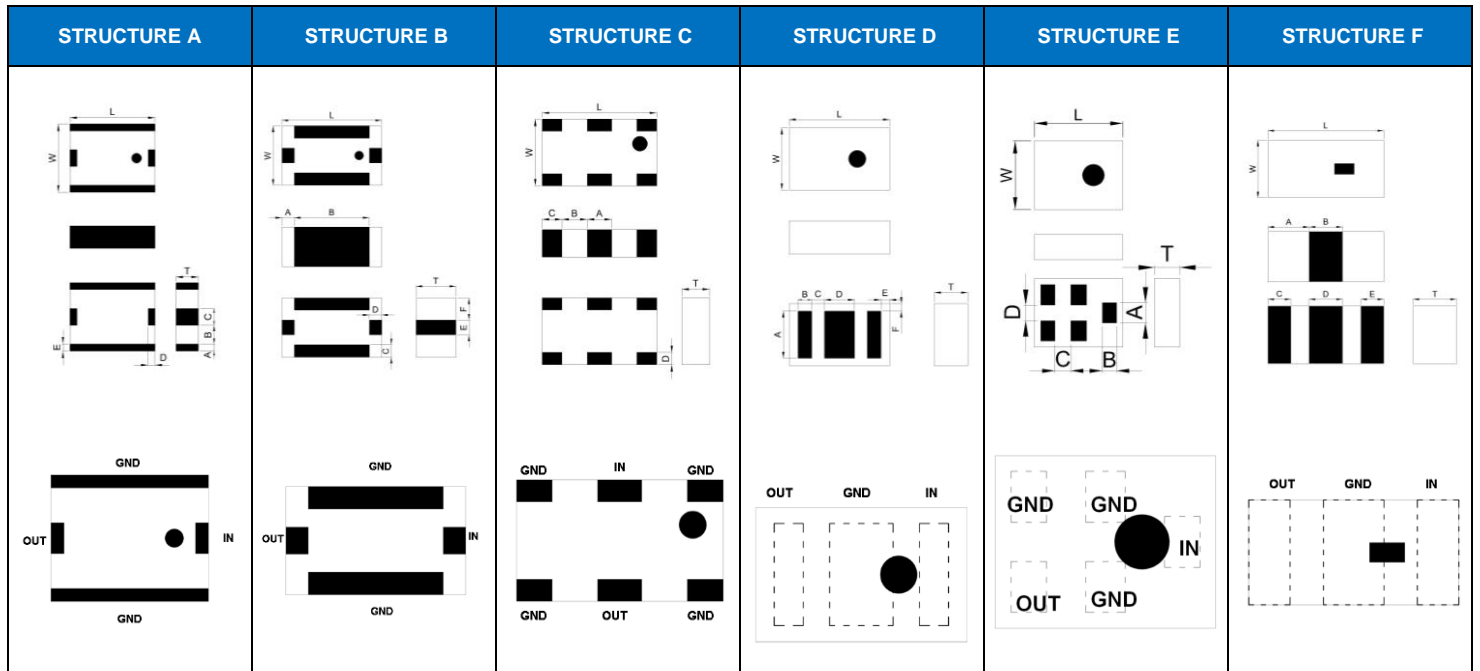 STRUCTURE A
STRUCTURE B
STRUCTURE C
STRUCTURE D
STRUCTURE E
STRUCTURE F
L
W
T
C
B
A
E
D
GND
OUT
IN
GND
L
W
A
B
T
D
F
E
C
GND
OUT
IN
GND
L
W
C
B
A
T
D
GND
IN
GND
GND
OUT
GND
L
W
B
C
D
E
T
A
F
OUT
GND
IN
L
W
T
D
A
C
B
GND
GND
IN
OUT
GND
L
W
A
B
C
D
E
T
OUT
GND
IN